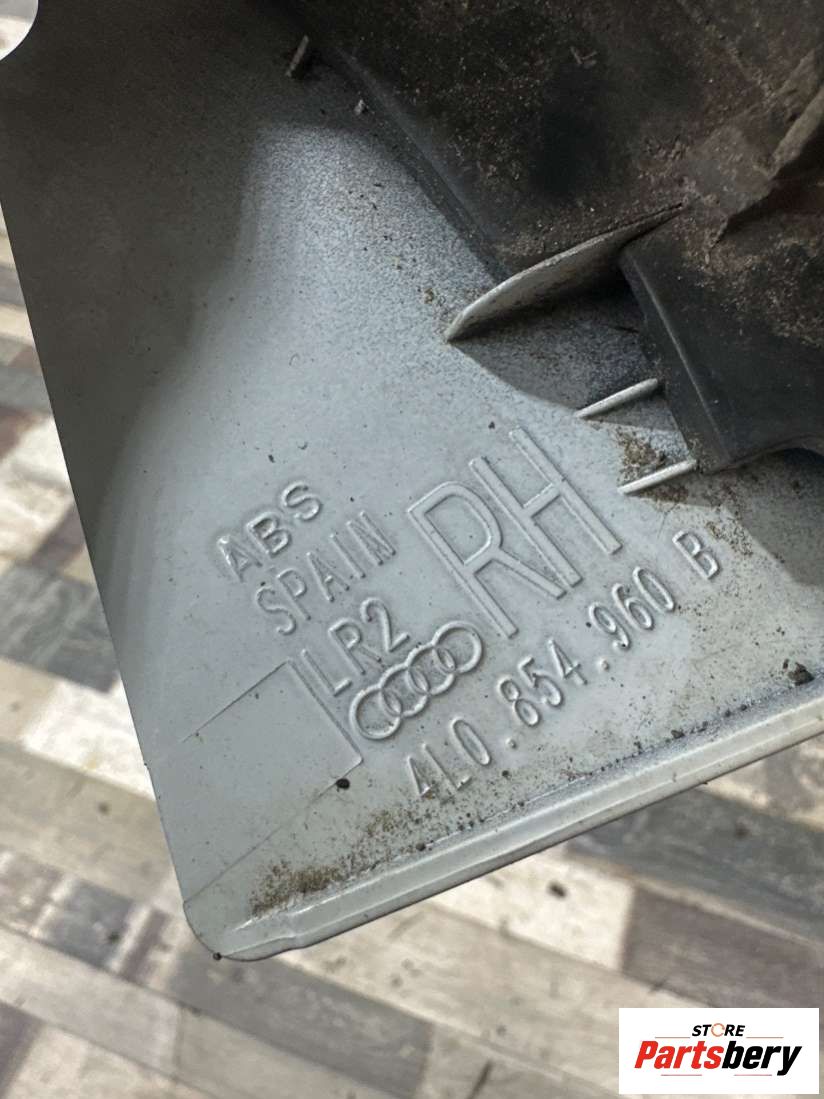 ABS
SPAIN
LR2
RH
4L0.854.960 B
STORE
Partsbery